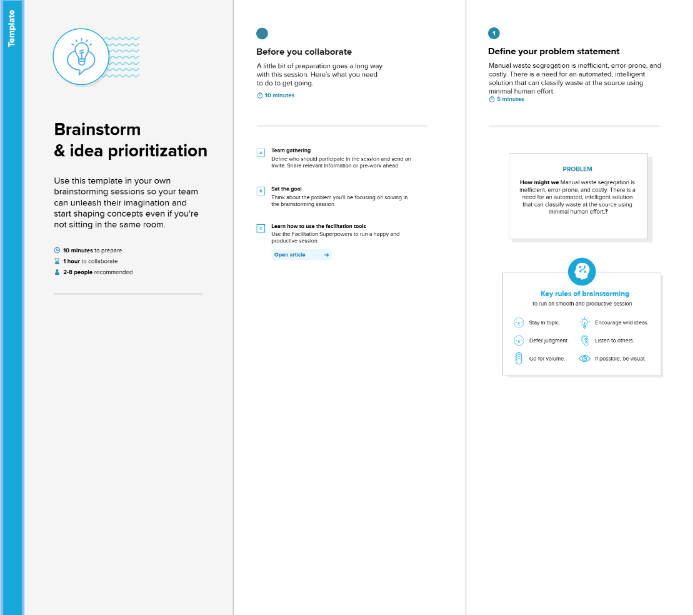 Template
Brainstorm
& idea prioritization
Use this template in your own
brainstorming sessions so your team
can unleash their imagination and
start shaping concepts even if you're
not sitting in the same room.
10 minutes to prepare
1 hour to collaborate
2-8 people recommended
Before you collaborate
A little bit of preparation goes a long way
with this session. Here's what you need
to do to get going.
10 minutes
A
Team gathering
Define who should participate in the session and send an
invite. Share relevant information or pre-work ahead.
B
Set the goal
Think about the problem you'll be focusing on solving in
the brainstorming session.
C
Learn how to use the facilitation tools
Use the Facilitation Superpowers to run a happy and
productive session.
Open article
1
Define your problem statement
Manual waste segregation is inefficient, error-prone, and
costly. There is a need for an automated, intelligent
solution that can classify waste at the source using
minimal human effort.
5 minutes
PROBLEM
How might we Manual waste segregation is
inefficient, error-prone, and costly. There is a
need for an automated, intelligent solution
that can classify waste at the source using
minimal human effort.?
Key rules of brainstorming
To run an smooth and productive session
Stay in topic.
Encourage wild ideas.
Defer judgment.
Listen to others.
Go for volume.
If possible, be visual.